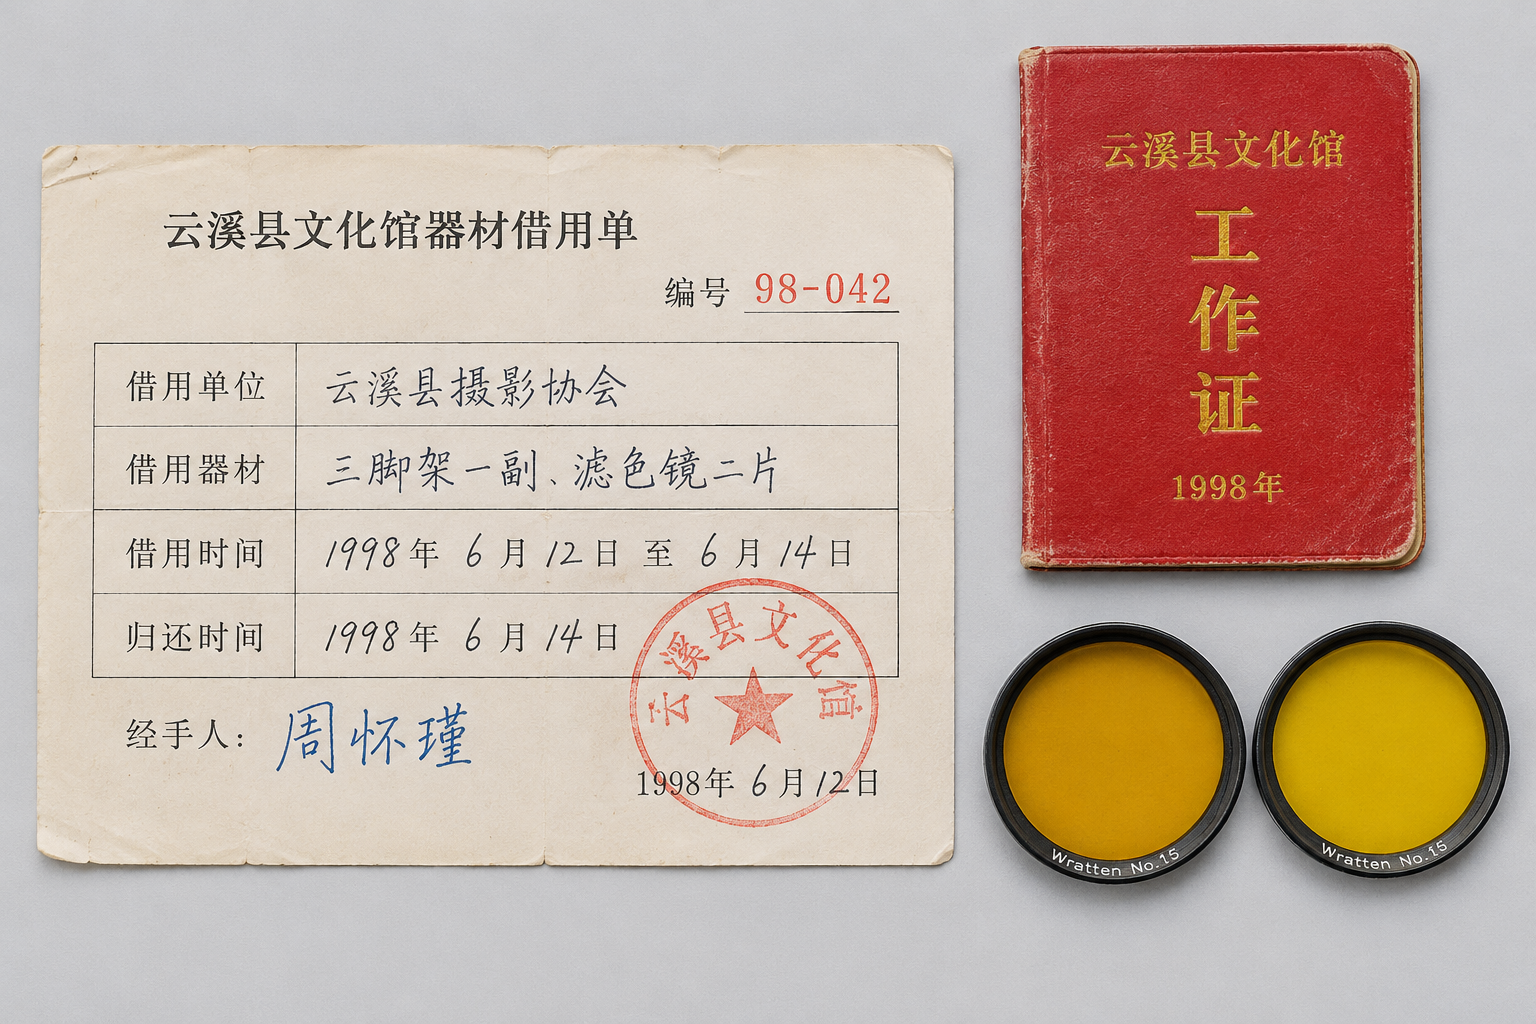 云溪县文化馆器材借用单
编号 98-042
借用单位 云溪县摄影协会
借用器材 三脚架一副、滤色镜二片
借用时间 1998年 6月12日 至 6月14日
归还时间 1998年 6月14日
经手人：周怀瑾
云溪县文化馆
1998年6月12日
云溪县文化馆
工
作
证
1998年
Wratten No.15
Wratten No.15